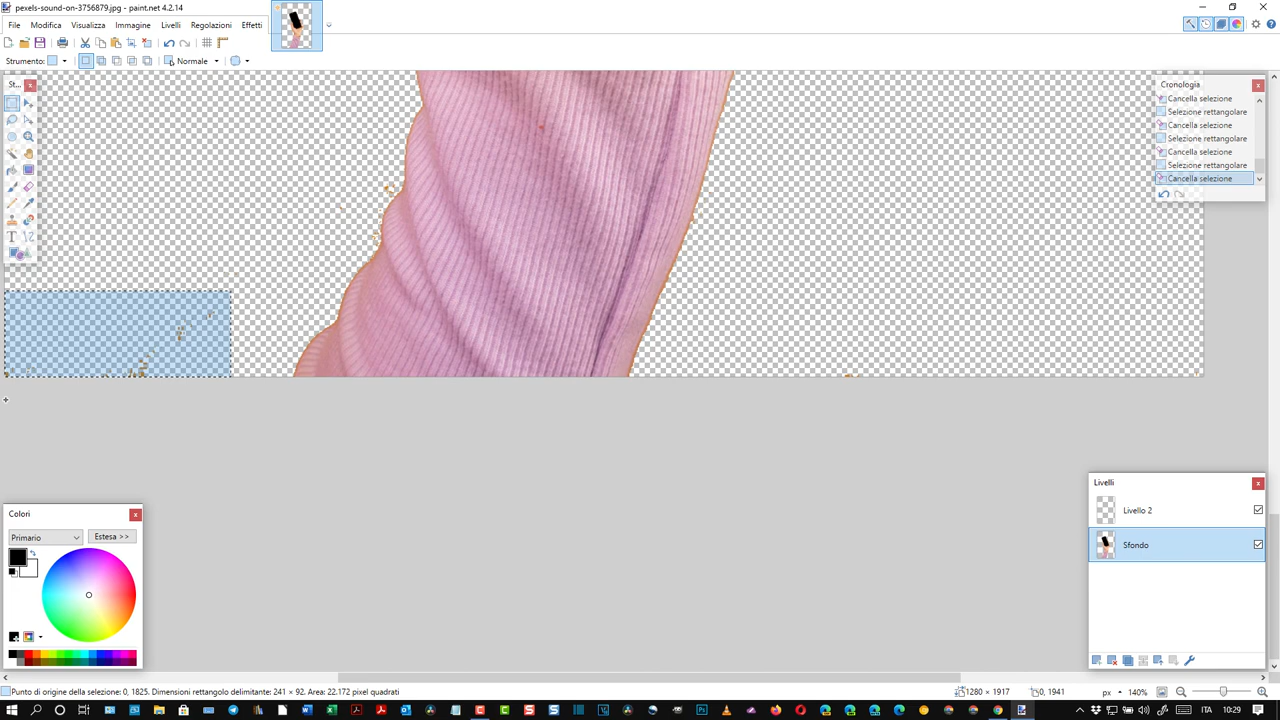 pexels-sound-on-3756879.jpg - paint.net 4.2.14
File Modifica Visualizza Immagine Livelli Regolazioni Effetti
Strumento: Normale
St...
Cronologia
Cancella selezione
Selezione rettangolare
Cancella selezione
Selezione rettangolare
Cancella selezione
Selezione rettangolare
Cancella selezione
Livelli
Livello 2
Sfondo
Colori
Primario
Estesa >>
Punto di origine della selezione: 0, 1825. Dimensioni rettangolo delimitante: 241 × 92. Area: 22.172 pixel quadrati
1280 × 1917
0, 1941
px
140%
ITA
10:29